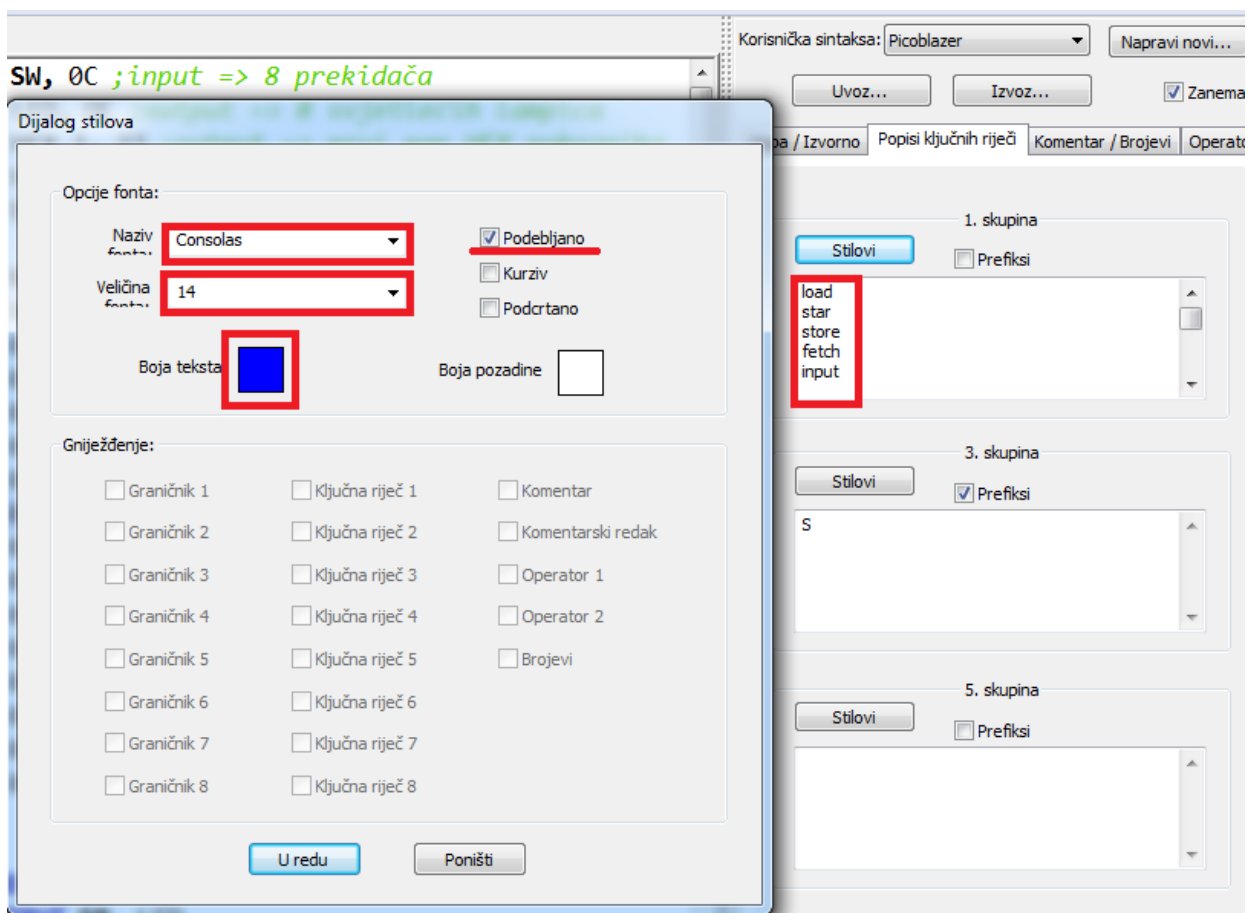 Korisnička sintaksa: Picoblazer
Napravi novi...
SW, 0C ;input => 8 prekidača
Uvoz...
Izvoz...
Zanema
Dijalog stilova
/ Izvorno
Popisi ključnih riječi
Komentar / Brojevi
Operato
Opcije fonta:
Naziv fonta:
Consolas
Podebljano
Kurziv
Veličina fonta:
14
Podcrtano
Boja teksta
Boja pozadine
1. skupina
Stilovi
Prefiksi
load
star
store
fetch
input
Gniježđenje:
Graničnik 1
Ključna riječ 1
Komentar
Graničnik 2
Ključna riječ 2
Komentarski redak
Graničnik 3
Ključna riječ 3
Operator 1
Graničnik 4
Ključna riječ 4
Operator 2
Graničnik 5
Ključna riječ 5
Brojevi
Graničnik 6
Ključna riječ 6
Graničnik 7
Ključna riječ 7
Graničnik 8
Ključna riječ 8
3. skupina
Stilovi
Prefiksi
S
5. skupina
Stilovi
Prefiksi
U redu
Poništi